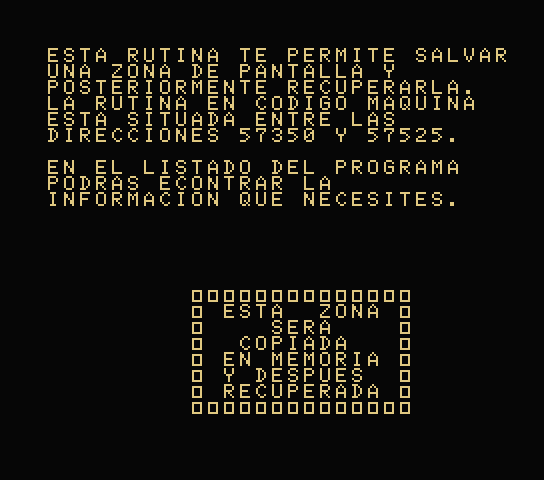 ESTA RUTINA TE PERMITE SALVAR
UNA ZONA DE PANTALLA Y
POSTERIORMENTE RECUPERARLA.
LA RUTINA EN CODIGO MAQUINA
ESTA SITUADA ENTRE LAS
DIRECCIONES 57350 Y 57525.
EN EL LISTADO DEL PROGRAMA
PODRAS ECONTRAR LA
INFORMACION QUE NECESITES.
ESTA ZONA
SERA
COPIADA
EN MEMORIA
Y DESPUES
RECUPERADA